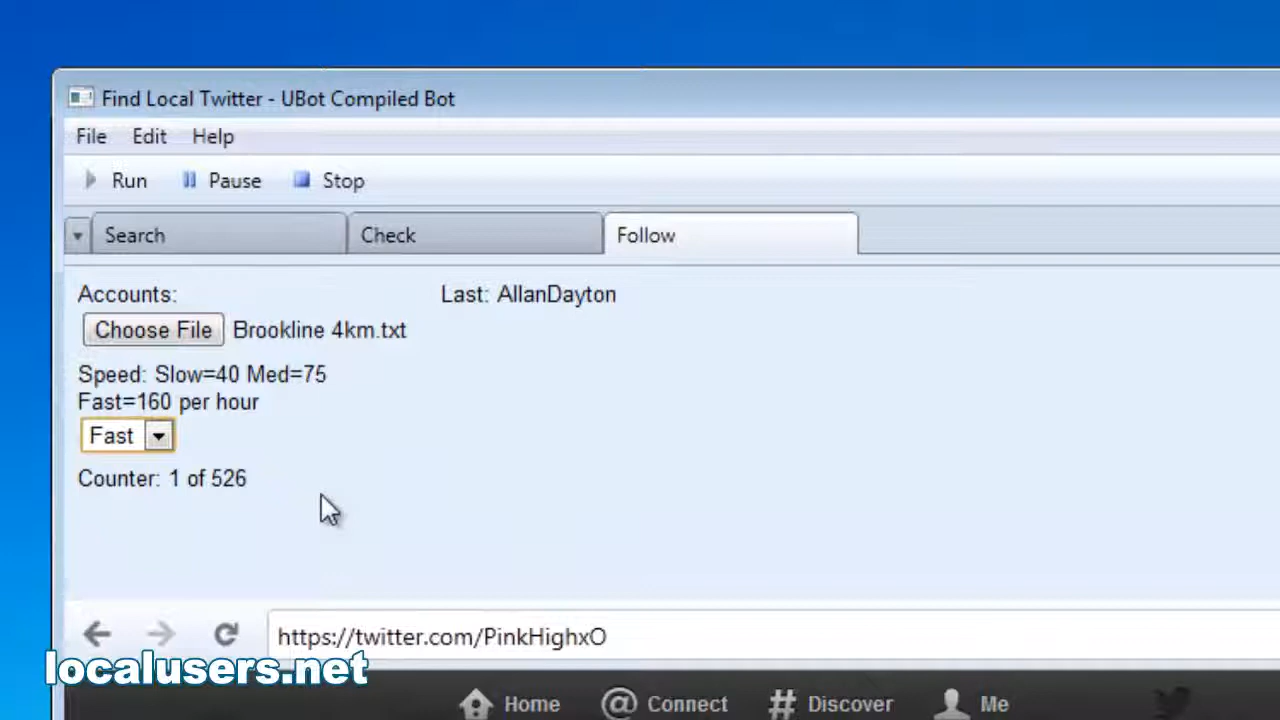 Find Local Twitter - UBot Compiled Bot
File Edit Help
Run Pause Stop
Search Check Follow
Accounts: Last: AllanDayton
Choose File Brookline 4km.txt
Speed: Slow=40 Med=75
Fast=160 per hour
Fast
Counter: 1 of 526
https://twitter.com/PinkHighxO
localusers.net
Home @ Connect # Discover Me